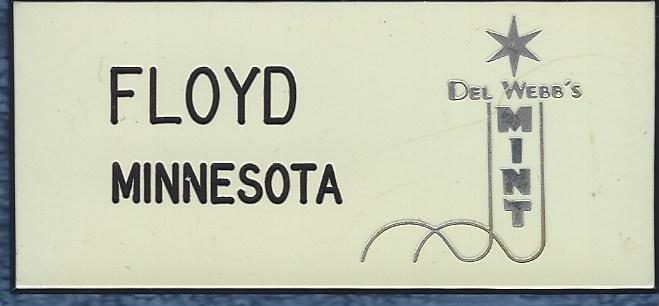 FLOYD
MINNESOTA
DEL WEBB'S
MINT